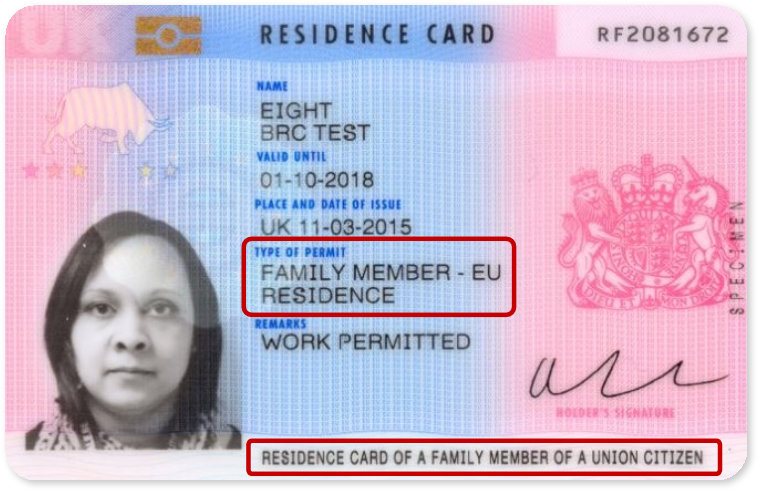 UK
RESIDENCE CARD
RF2081672
NAME
EIGHT
BRC TEST
VALID UNTIL
01-10-2018
PLACE AND DATE OF ISSUE
UK 11-03-2015
TYPE OF PERMIT
FAMILY MEMBER - EU
RESIDENCE
REMARKS
WORK PERMITTED
DIEU ET MON DROIT
SPECIMEN
HOLDER'S SIGNATURE
RESIDENCE CARD OF A FAMILY MEMBER OF A UNION CITIZEN